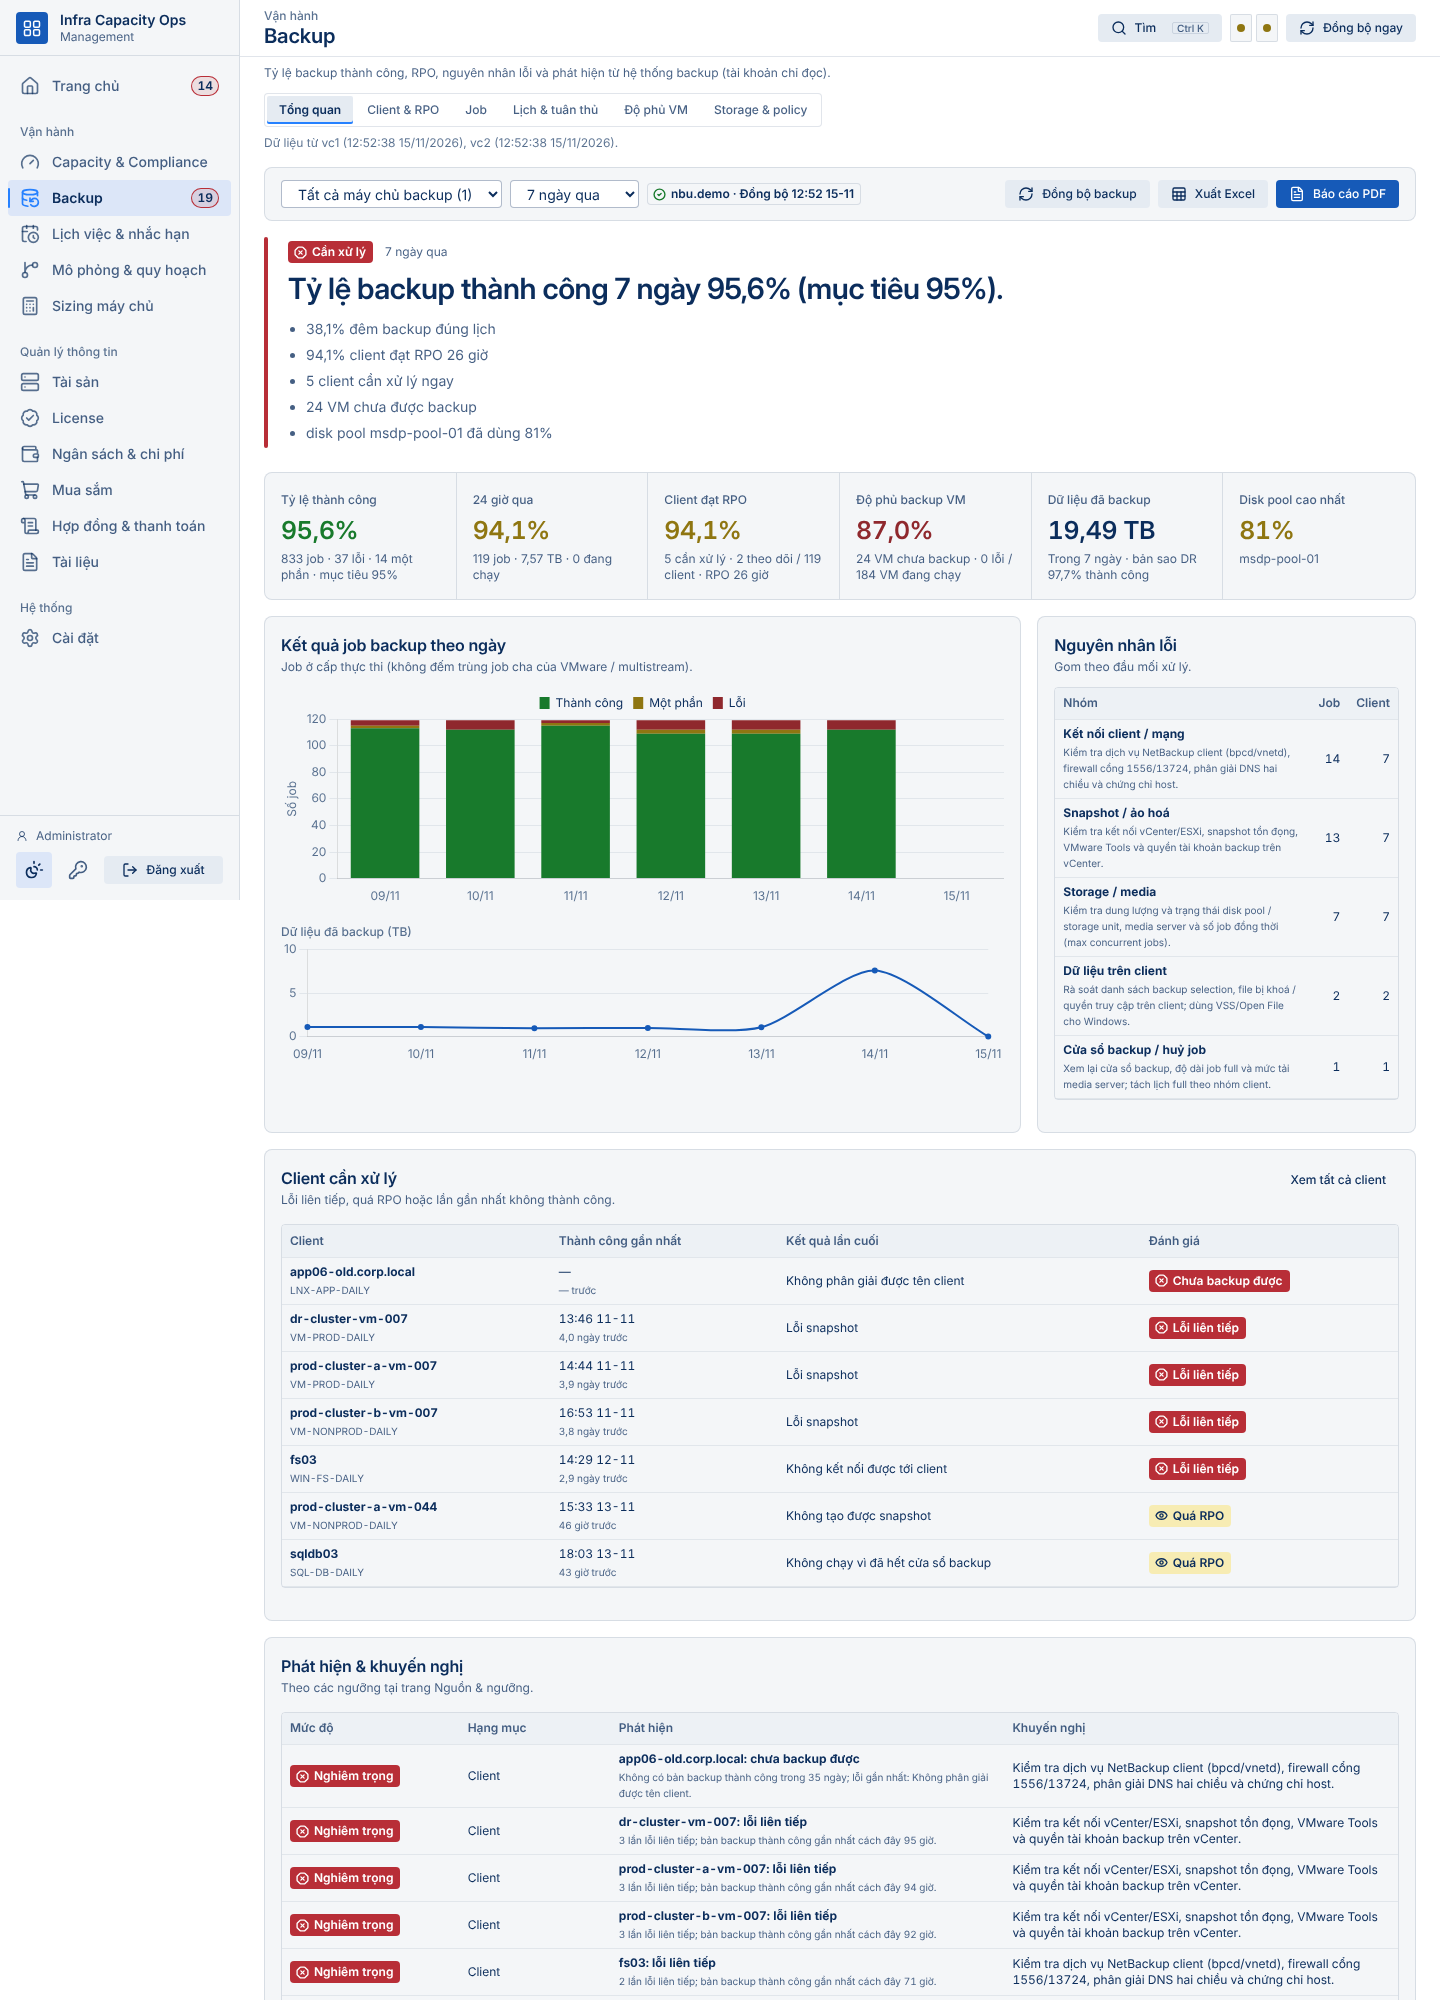 Infra Capacity Ops
Management
Trang chủ
14
Vận hành
Capacity & Compliance
Backup
19
Lịch việc & nhắc hạn
Mô phỏng & quy hoạch
Sizing máy chủ
Quản lý thông tin
Tài sản
License
Ngân sách & chi phí
Mua sắm
Hợp đồng & thanh toán
Tài liệu
Hệ thống
Cài đặt
Administrator
Đăng xuất
Vận hành
Backup
Tìm
Ctrl K
Đồng bộ ngay
Tỷ lệ backup thành công, RPO, nguyên nhân lỗi và phát hiện từ hệ thống backup (tài khoản chỉ đọc).
Tổng quan
Client & RPO
Job
Lịch & tuân thủ
Độ phủ VM
Storage & policy
Dữ liệu từ vc1 (12:52:38 15/11/2026), vc2 (12:52:38 15/11/2026).
Tất cả máy chủ backup (1)
7 ngày qua
nbu.demo · Đồng bộ 12:52 15-11
Đồng bộ backup
Xuất Excel
Báo cáo PDF
Cần xử lý
7 ngày qua
Tỷ lệ backup thành công 7 ngày 95,6% (mục tiêu 95%).
• 38,1% đêm backup đúng lịch
• 94,1% client đạt RPO 26 giờ
• 5 client cần xử lý ngay
• 24 VM chưa được backup
• disk pool msdp-pool-01 đã dùng 81%
Tỷ lệ thành công
95,6%
833 job · 37 lỗi · 14 một
phần · mục tiêu 95%
24 giờ qua
94,1%
119 job · 7,57 TB · 0 đang
chạy
Client đạt RPO
94,1%
5 cần xử lý · 2 theo dõi / 119
client · RPO 26 giờ
Độ phủ backup VM
87,0%
24 VM chưa backup · 0 lỗi /
184 VM đang chạy
Dữ liệu đã backup
19,49 TB
Trong 7 ngày · bản sao DR
97,7% thành công
Disk pool cao nhất
81%
msdp-pool-01
Kết quả job backup theo ngày
Job ở cấp thực thi (không đếm trùng job cha của VMware / multistream).
Thành công
Một phần
Lỗi
Số job
120
100
80
60
40
20
0
09/11
10/11
11/11
12/11
13/11
14/11
15/11
Dữ liệu đã backup (TB)
10
5
0
09/11
10/11
11/11
12/11
13/11
14/11
15/11
Nguyên nhân lỗi
Gom theo đầu mối xử lý.
Nhóm
Job
Client
Kết nối client / mạng
Kiểm tra dịch vụ NetBackup client (bpcd/vnetd),
firewall cổng 1556/13724, phân giải DNS hai
chiều và chứng chỉ host.
14
7
Snapshot / ảo hoá
Kiểm tra kết nối vCenter/ESXi, snapshot tồn đọng,
VMware Tools và quyền tài khoản backup trên
vCenter.
13
7
Storage / media
Kiểm tra dung lượng và trạng thái disk pool /
storage unit, media server và số job đồng thời
(max concurrent jobs).
7
7
Dữ liệu trên client
Rà soát danh sách backup selection, file bị khoá /
quyền truy cập trên client; dùng VSS/Open File
cho Windows.
2
2
Cửa sổ backup / huỷ job
Xem lại cửa sổ backup, độ dài job full và mức tải
media server; tách lịch full theo nhóm client.
1
1
Client cần xử lý
Lỗi liên tiếp, quá RPO hoặc lần gần nhất không thành công.
Xem tất cả client
Client
Thành công gần nhất
Kết quả lần cuối
Đánh giá
app06-old.corp.local
LNX-APP-DAILY
—
— trước
Không phân giải được tên client
Chưa backup được
dr-cluster-vm-007
VM-PROD-DAILY
13:46 11-11
4,0 ngày trước
Lỗi snapshot
Lỗi liên tiếp
prod-cluster-a-vm-007
VM-PROD-DAILY
14:44 11-11
3,9 ngày trước
Lỗi snapshot
Lỗi liên tiếp
prod-cluster-b-vm-007
VM-NONPROD-DAILY
16:53 11-11
3,8 ngày trước
Lỗi snapshot
Lỗi liên tiếp
fs03
WIN-FS-DAILY
14:29 12-11
2,9 ngày trước
Không kết nối được tới client
Lỗi liên tiếp
prod-cluster-a-vm-044
VM-NONPROD-DAILY
15:33 13-11
46 giờ trước
Không tạo được snapshot
Quá RPO
sqldb03
SQL-DB-DAILY
18:03 13-11
43 giờ trước
Không chạy vì đã hết cửa sổ backup
Quá RPO
Phát hiện & khuyến nghị
Theo các ngưỡng tại trang Nguồn & ngưỡng.
Mức độ
Hạng mục
Phát hiện
Khuyến nghị
Nghiêm trọng
Client
app06-old.corp.local: chưa backup được
Không có bản backup thành công trong 35 ngày; lỗi gần nhất: Không phân giải
được tên client.
Kiểm tra dịch vụ NetBackup client (bpcd/vnetd), firewall cổng
1556/13724, phân giải DNS hai chiều và chứng chỉ host.
Nghiêm trọng
Client
dr-cluster-vm-007: lỗi liên tiếp
3 lần lỗi liên tiếp; bản backup thành công gần nhất cách đây 95 giờ.
Kiểm tra kết nối vCenter/ESXi, snapshot tồn đọng, VMware Tools
và quyền tài khoản backup trên vCenter.
Nghiêm trọng
Client
prod-cluster-a-vm-007: lỗi liên tiếp
3 lần lỗi liên tiếp; bản backup thành công gần nhất cách đây 94 giờ.
Kiểm tra kết nối vCenter/ESXi, snapshot tồn đọng, VMware Tools
và quyền tài khoản backup trên vCenter.
Nghiêm trọng
Client
prod-cluster-b-vm-007: lỗi liên tiếp
3 lần lỗi liên tiếp; bản backup thành công gần nhất cách đây 92 giờ.
Kiểm tra kết nối vCenter/ESXi, snapshot tồn đọng, VMware Tools
và quyền tài khoản backup trên vCenter.
Nghiêm trọng
Client
fs03: lỗi liên tiếp
2 lần lỗi liên tiếp; bản backup thành công gần nhất cách đây 71 giờ.
Kiểm tra dịch vụ NetBackup client (bpcd/vnetd), firewall cổng
1556/13724, phân giải DNS hai chiều và chứng chỉ host.